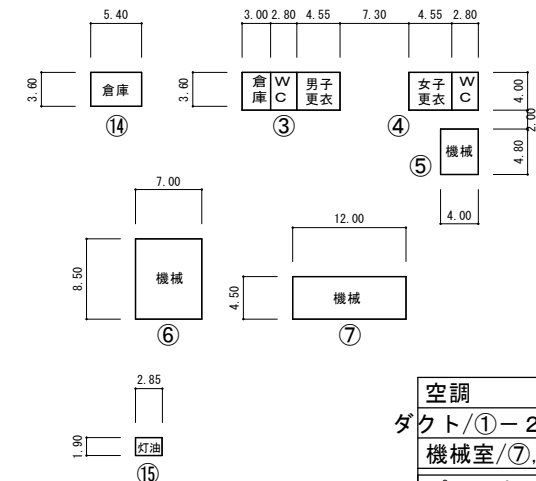 5.40
3.00 2.80 4.55 7.30 4.55 2.80
3.60
倉庫
⑭
3.60
倉庫
WC
男子更衣
③
女子更衣
WC
④
4.00
2.00
機械
⑤
4.80
4.00
7.00
12.00
8.50
機械
⑥
4.50
機械
⑦
2.85
1.90
灯油
⑮
空調
ダクト/①－2
機械室/⑦,